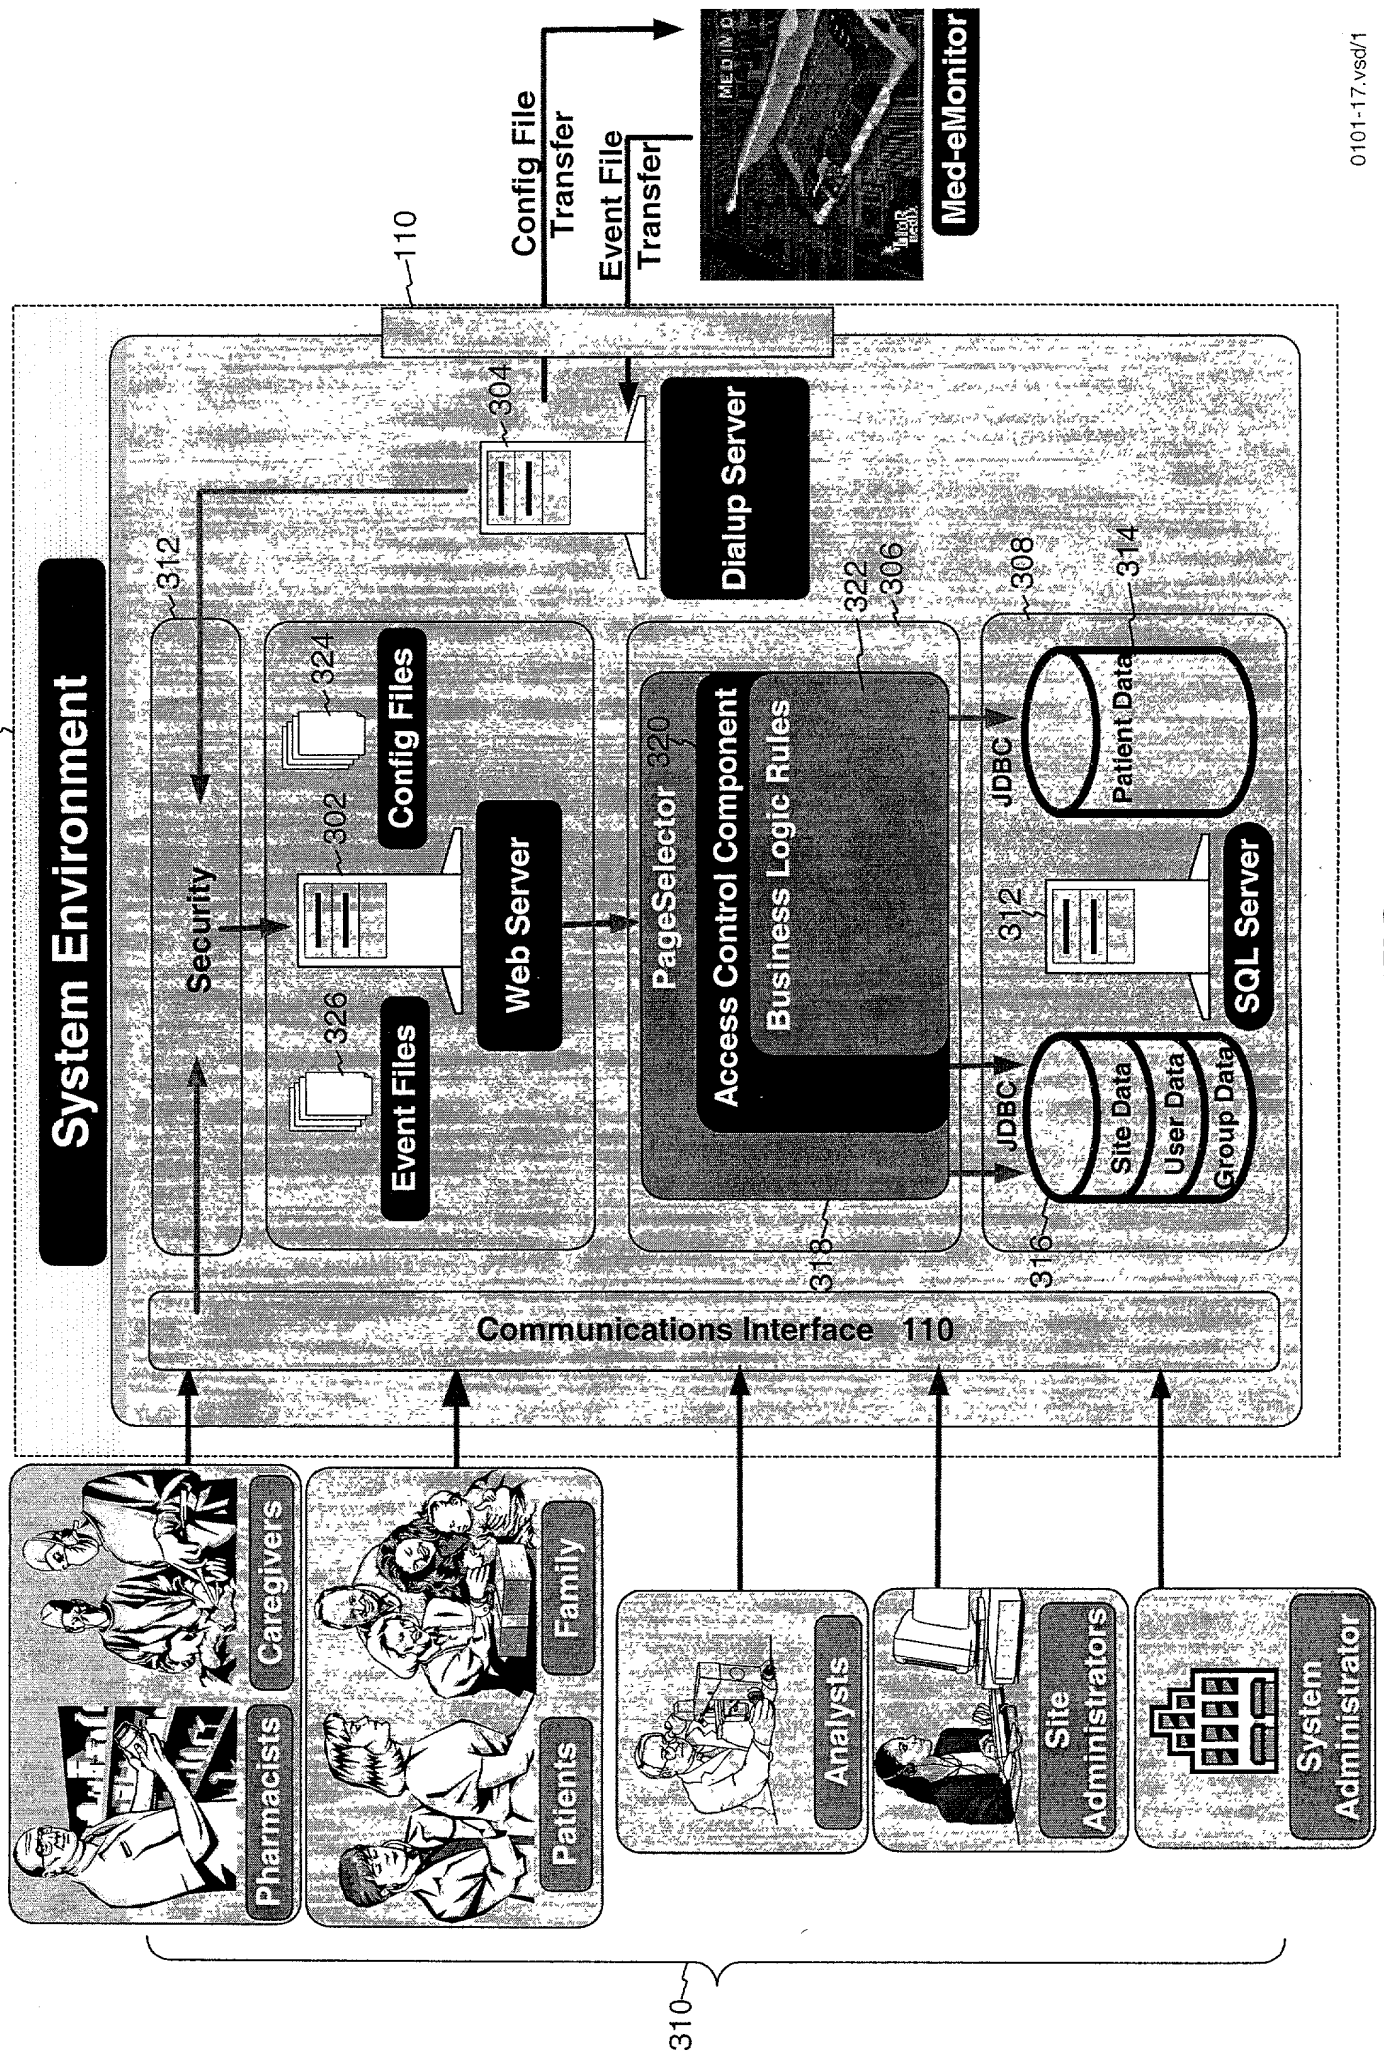 System Environment
312
Security
110
Config File
Transfer
Event File
Transfer
MEDIMO
Med-eMonitor
326
302
324
304
Event Files
Config Files
Web Server
Dialup Server
PageSelector
320
Access Control Component
Business Logic Rules
322
306
318
JDBC
JDBC
308
312
316
314
Site Data
User Data
Group Data
Patient Data
SQL Server
Communications Interface 110
Pharmacists
Caregivers
Patients
Family
Analysis
Site
Administrators
System
Administrator
310
0101-17.vsd/1